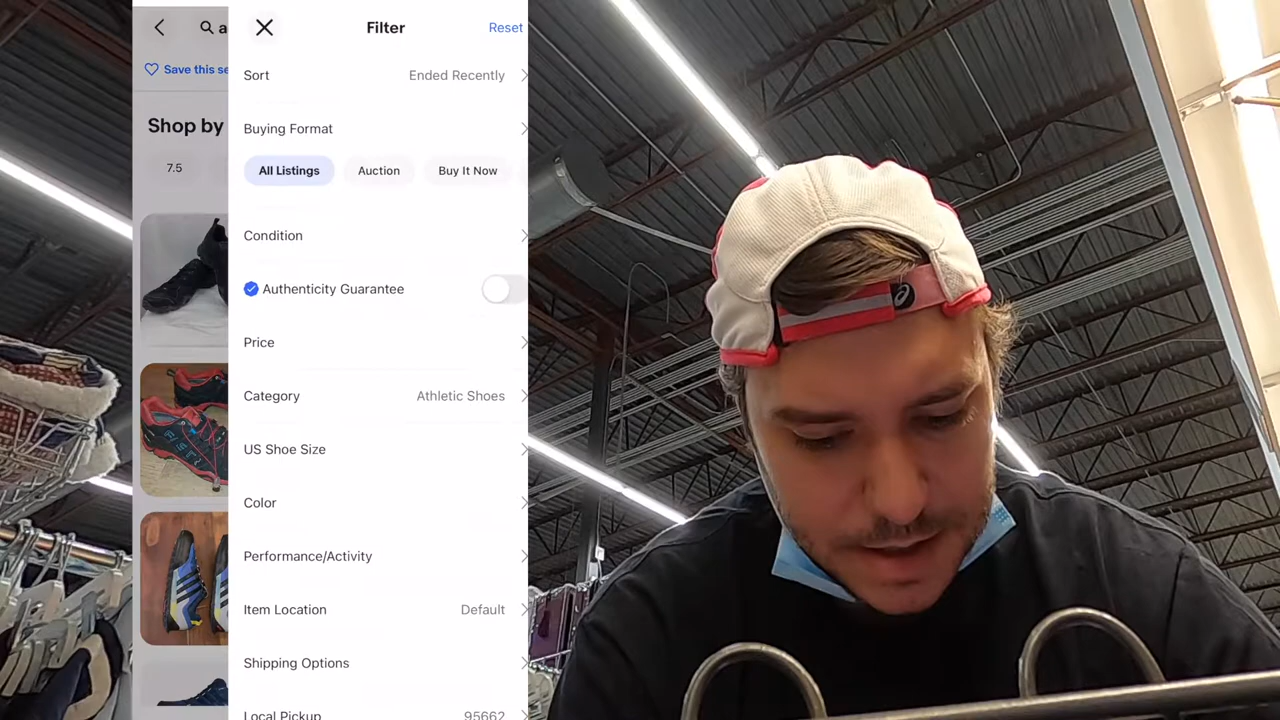 a
Filter
Reset
Save this se
Sort
Ended Recently
Shop by
Buying Format
7.5
All Listings
Auction
Buy It Now
Condition
Authenticity Guarantee
Price
Category
Athletic Shoes
US Shoe Size
Color
Performance/Activity
Item Location
Default
Shipping Options
Local Pickup
95662